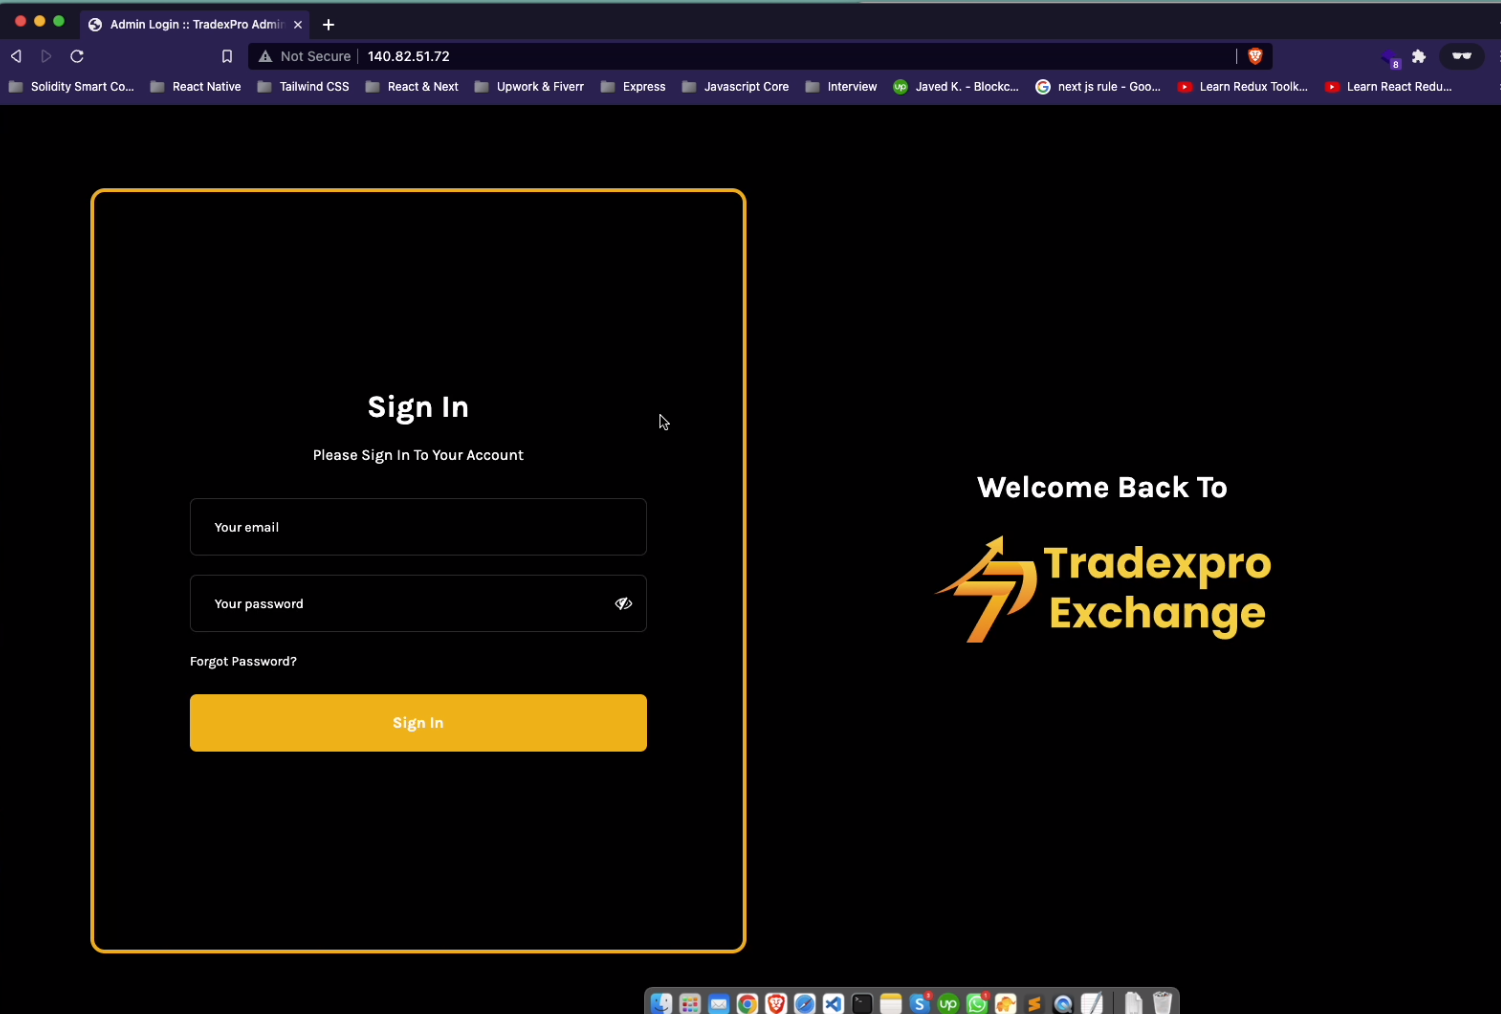 Admin Login :: TradexPro Admin
Not Secure
140.82.51.72
8
Solidity Smart Co...
React Native
Tailwind CSS
React & Next
Upwork & Fiverr
Express
Javascript Core
Interview
up
Javed K. - Blockc...
next js rule - Goo...
Learn Redux Toolk...
Learn React Redu...
Sign In
Please Sign In To Your Account
Your email
Your password
Forgot Password?
Sign In
Welcome Back To
Tradexpro
Exchange
up